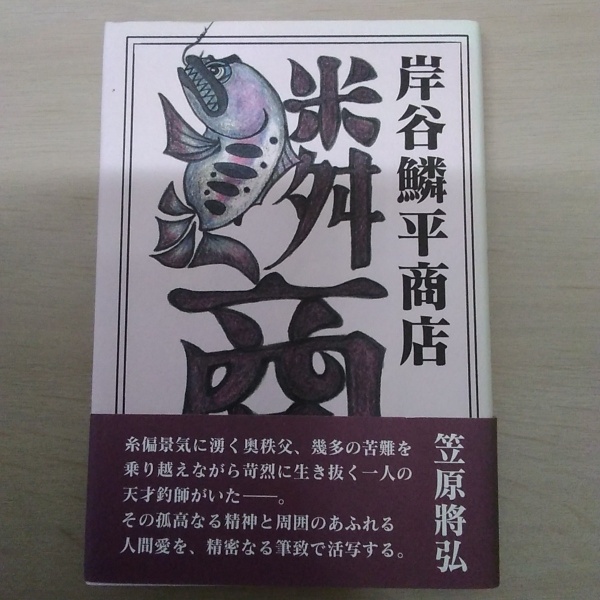 岸谷鱗平商店
鱗商
糸偏景気に湧く奥秩父、幾多の苦難を
乗り越えながら苛烈に生き抜く一人の
天才釣師がいた――。
その孤高なる精神と周囲のあふれる
人間愛を、精密なる筆致で活写する。
笠原將弘